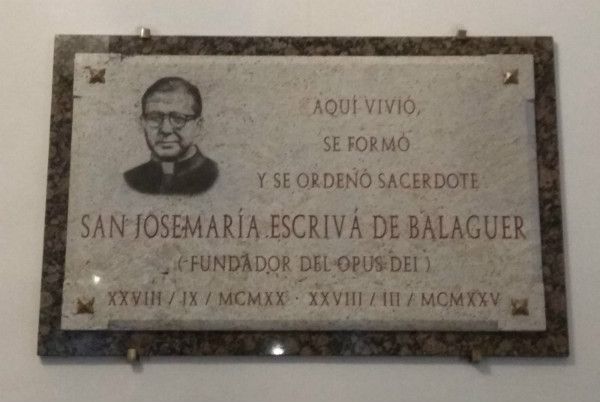 AQUÍ VIVIÓ,
SE FORMÓ
Y SE ORDENÓ SACERDOTE
SAN JOSEMARÍA ESCRIVÁ DE BALAGUER
(FUNDADOR DEL OPUS DEI)
XXVIII / IX / MCMXX · XXVIII / III / MCMXXV